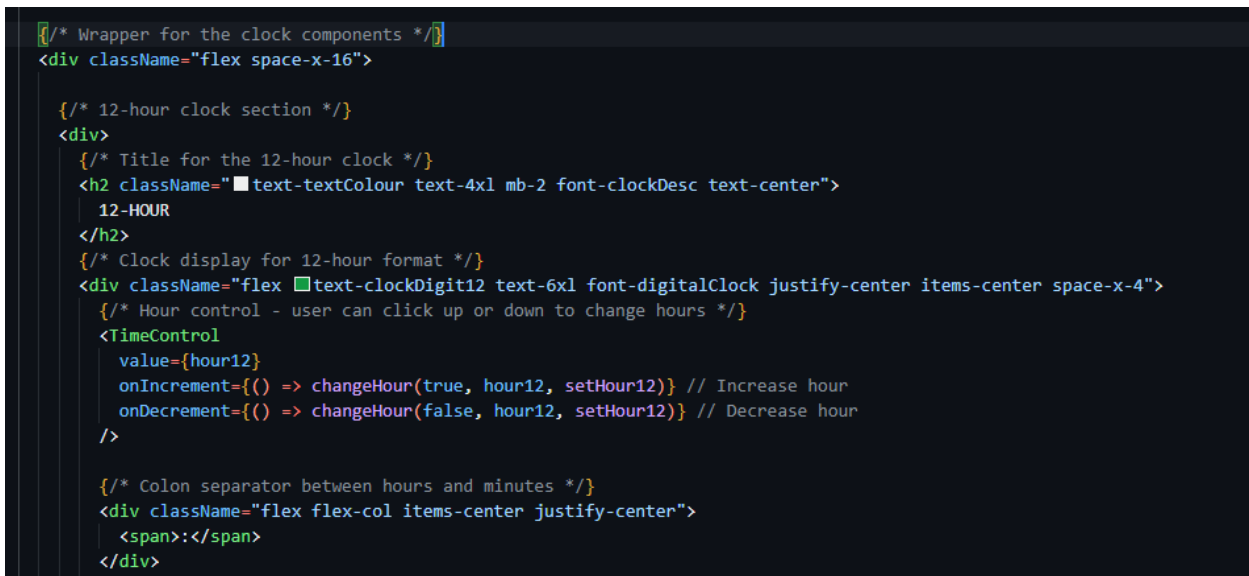 {/* Wrapper for the clock components */}
<div className="flex space-x-16">
{/* 12-hour clock section */}
<div>
{/* Title for the 12-hour clock */}
<h2 className="text-textColour text-4xl mb-2 font-clockDesc text-center">
12-HOUR
</h2>
{/* Clock display for 12-hour format */}
<div className="flex text-clockDigit12 text-6xl font-digitalClock justify-center items-center space-x-4">
{/* Hour control - user can click up or down to change hours */}
<TimeControl
value={hour12}
onIncrement={() => changeHour(true, hour12, setHour12)} // Increase hour
onDecrement={() => changeHour(false, hour12, setHour12)} // Decrease hour
/>
{/* Colon separator between hours and minutes */}
<div className="flex flex-col items-center justify-center">
<span>:</span>
</div>